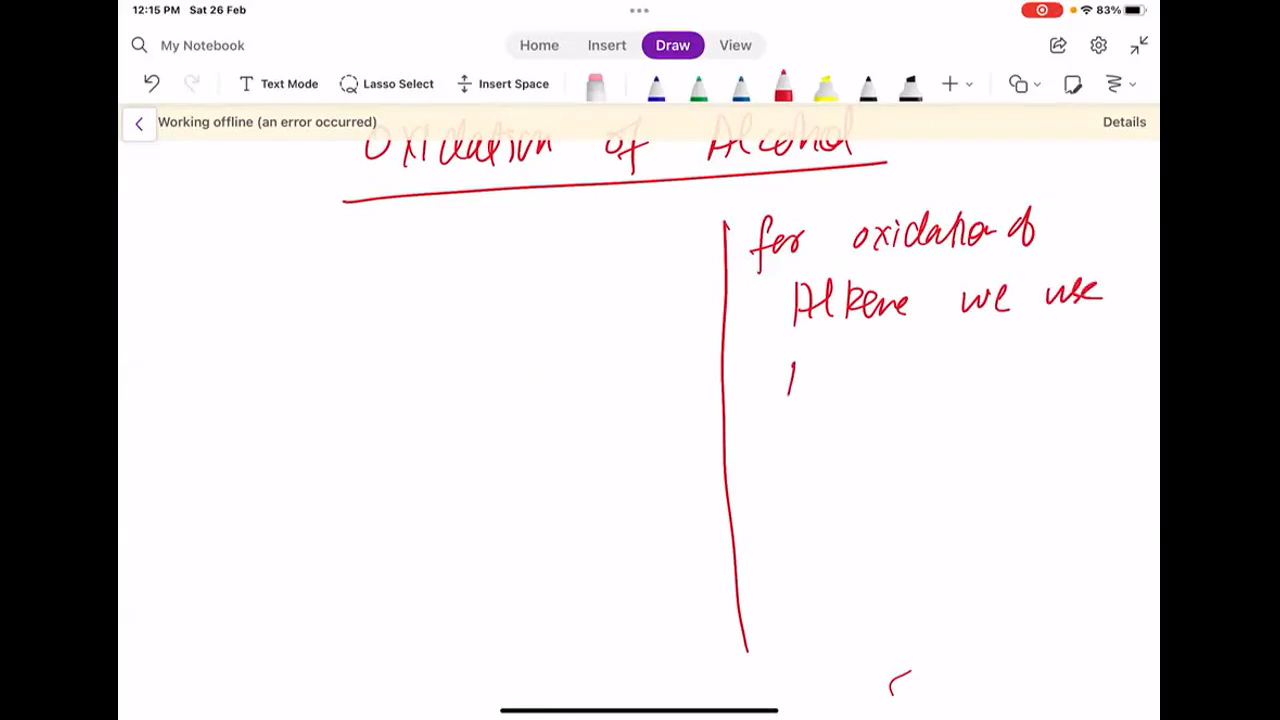 12:15 PM Sat 26 Feb
83%
My Notebook
Home Insert Draw View
Text Mode Lasso Select Insert Space
Working offline (an error occurred) Details
Oxidation of Alcohol
for oxidation of
Alkene we use